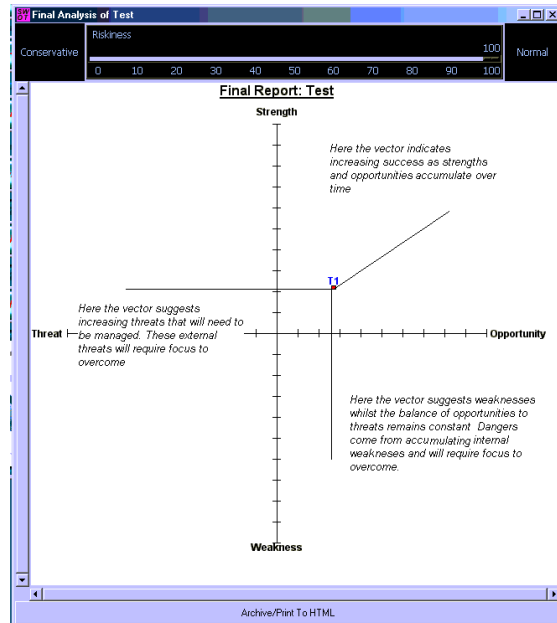 SW
OT
Final Analysis of Test
Riskiness
Conservative
100
Normal
0 10 20 30 40 50 60 70 80 90 100
Final Report: Test
Strength
Here the vector indicates
increasing success as strengths
and opportunities accumulate over
time
T1
Here the vector suggests
increasing threats that will need to
be managed. These external
threats will require focus to
overcome
Threat
Opportunity
Here the vector suggests weaknesses
whilst the balance of opportunities to
threats remains constant Dangers
come from accumulating internal
weakneses and will require focus to
overcome.
Weakness
Archive/Print To HTML